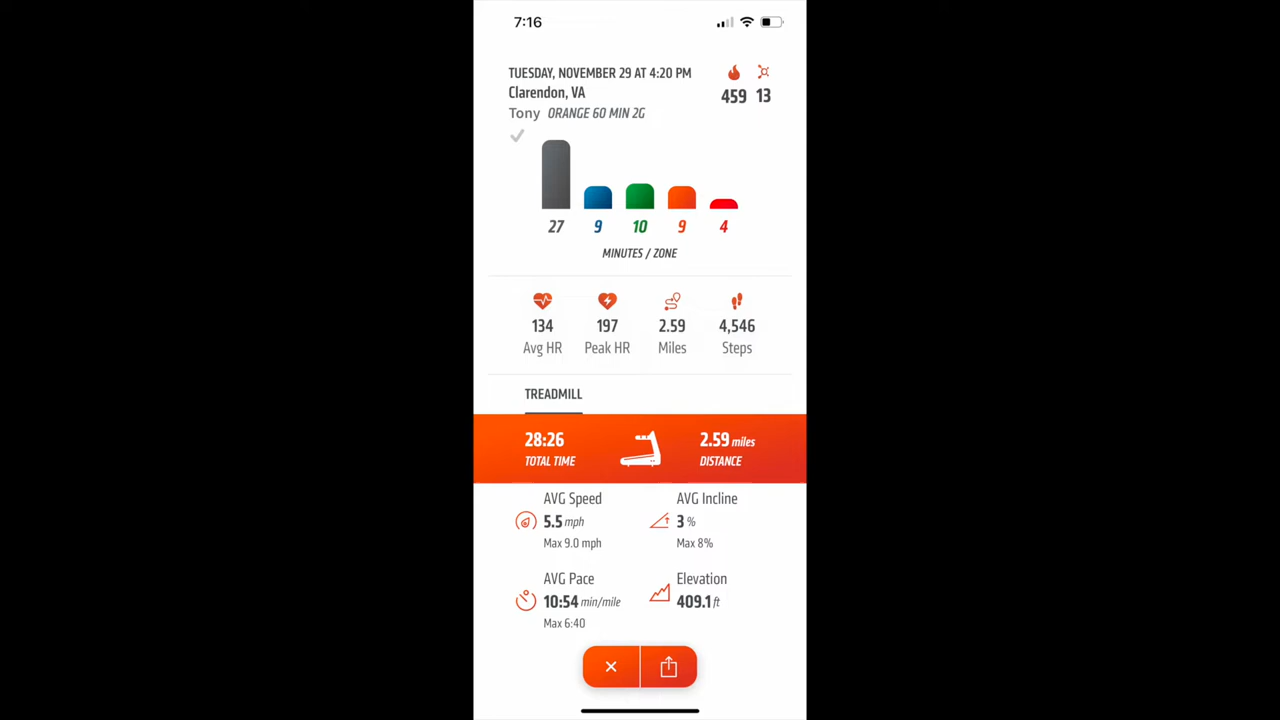 7:16
TUESDAY, NOVEMBER 29 AT 4:20 PM
Clarendon, VA
Tony ORANGE 60 MIN 2G
459 13
27 9 10 9 4
MINUTES / ZONE
134 197 2.59 4,546
Avg HR Peak HR Miles Steps
TREADMILL
28:26 2.59 miles
TOTAL TIME DISTANCE
AVG Speed AVG Incline
5.5 mph 3 %
Max 9.0 mph Max 8%
AVG Pace Elevation
10:54 min/mile 409.1 ft
Max 6:40